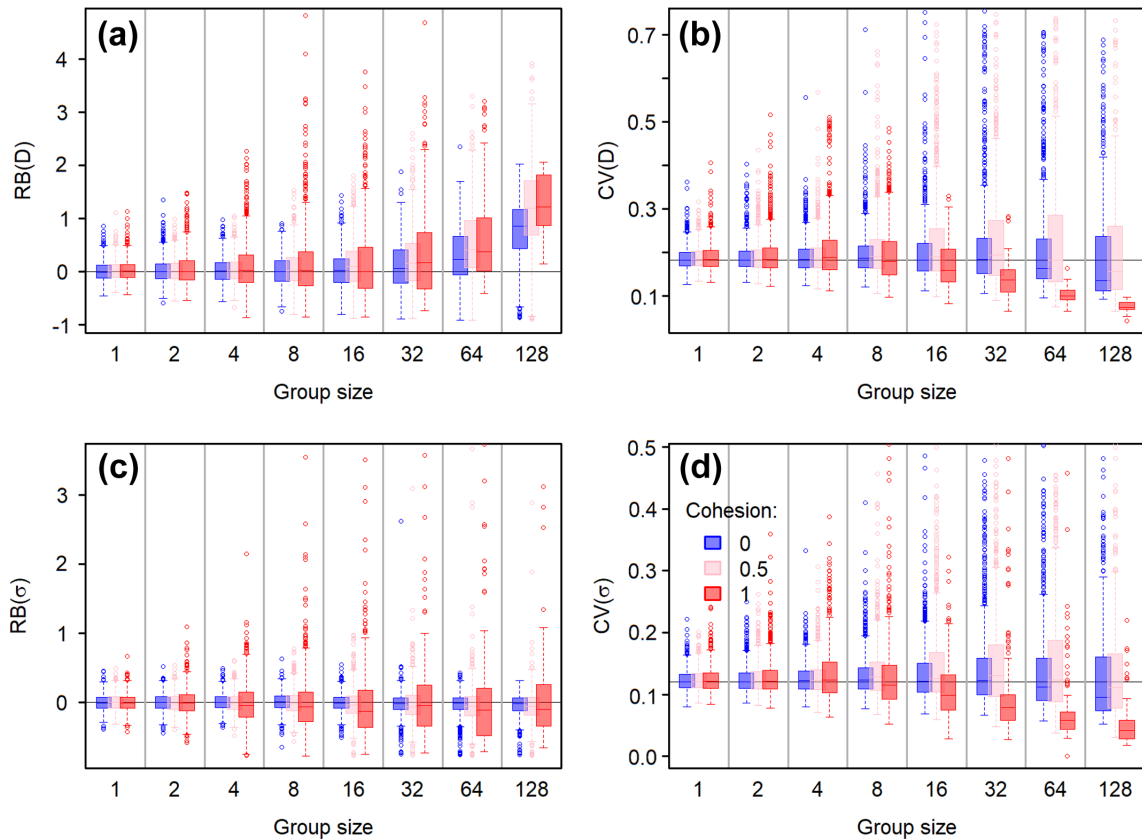 (a)
RB(D)
4
3
2
1
0
-1
1 2 4 8 16 32 64 128
Group size
(b)
CV(D)
0.7
0.5
0.3
0.1
1 2 4 8 16 32 64 128
Group size
(c)
RB(σ)
3
2
1
0
1 2 4 8 16 32 64 128
Group size
(d)
CV(σ)
0.5
0.4
0.3
0.2
0.1
0.0
Cohesion:
0
0.5
1
1 2 4 8 16 32 64 128
Group size